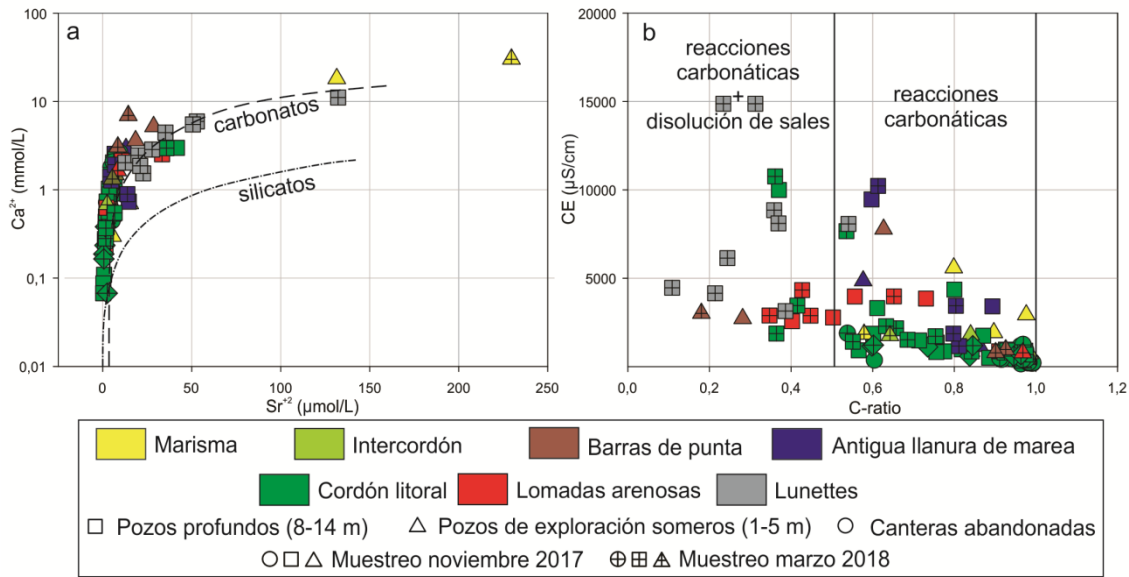 a
100
10
1
0,1
0,01
Ca²⁺ (mmol/L)
carbonatos
silicatos
0
50
100
150
200
250
Sr⁺² (µmol/L)
b
20000
15000
10000
5000
0
CE (µS/cm)
reacciones
carbonáticas
+
disolución de sales
reacciones
carbonáticas
0,0
0,2
0,4
0,6
0,8
1,0
1,2
C-ratio
Marisma
Intercordón
Barras de punta
Antigua llanura de marea
Cordón litoral
Lomadas arenosas
Lunettes
Pozos profundos (8-14 m)
Pozos de exploración someros (1-5 m)
Canteras abandonadas
Muestreo noviembre 2017
Muestreo marzo 2018